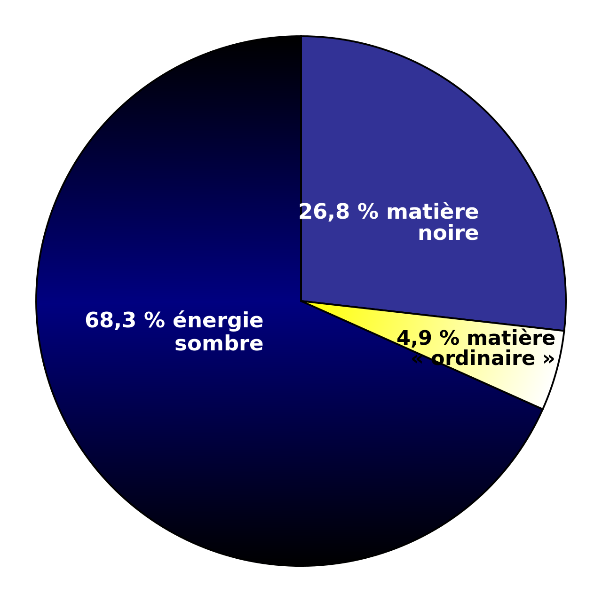 26,8 % matière
noire
68,3 % énergie
sombre
4,9 % matière
« ordinaire »